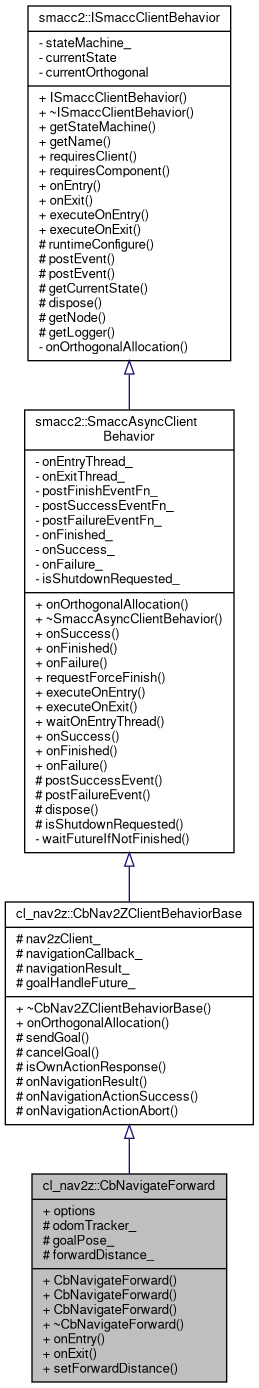 smacc2::ISmaccClientBehavior
- stateMachine_
- currentState
- currentOrthogonal
+ ISmaccClientBehavior()
+ ~ISmaccClientBehavior()
+ getStateMachine()
+ getName()
+ requiresClient()
+ requiresComponent()
+ onEntry()
+ onExit()
+ executeOnEntry()
+ executeOnExit()
# runtimeConfigure()
# postEvent()
# postEvent()
# getCurrentState()
# dispose()
# getNode()
# getLogger()
- onOrthogonalAllocation()
smacc2::SmaccAsyncClient
Behavior
- onEntryThread_
- onExitThread_
- postFinishEventFn_
- postSuccessEventFn_
- postFailureEventFn_
- onFinished_
- onSuccess_
- onFailure_
- isShutdownRequested_
+ onOrthogonalAllocation()
+ ~SmaccAsyncClientBehavior()
+ onSuccess()
+ onFinished()
+ onFailure()
+ requestForceFinish()
+ executeOnEntry()
+ executeOnExit()
+ waitOnEntryThread()
+ onSuccess()
+ onFinished()
+ onFailure()
# postSuccessEvent()
# postFailureEvent()
# dispose()
# isShutdownRequested()
- waitFutureIfNotFinished()
cl_nav2z::CbNav2ZClientBehaviorBase
# nav2zClient_
# navigationCallback_
# navigationResult_
# goalHandleFuture_
+ ~CbNav2ZClientBehaviorBase()
+ onOrthogonalAllocation()
# sendGoal()
# cancelGoal()
# isOwnActionResponse()
# onNavigationResult()
# onNavigationActionSuccess()
# onNavigationActionAbort()
cl_nav2z::CbNavigateForward
+ options
# odomTracker_
# goalPose_
# forwardDistance_
+ CbNavigateForward()
+ CbNavigateForward()
+ CbNavigateForward()
+ ~CbNavigateForward()
+ onEntry()
+ onExit()
+ setForwardDistance()